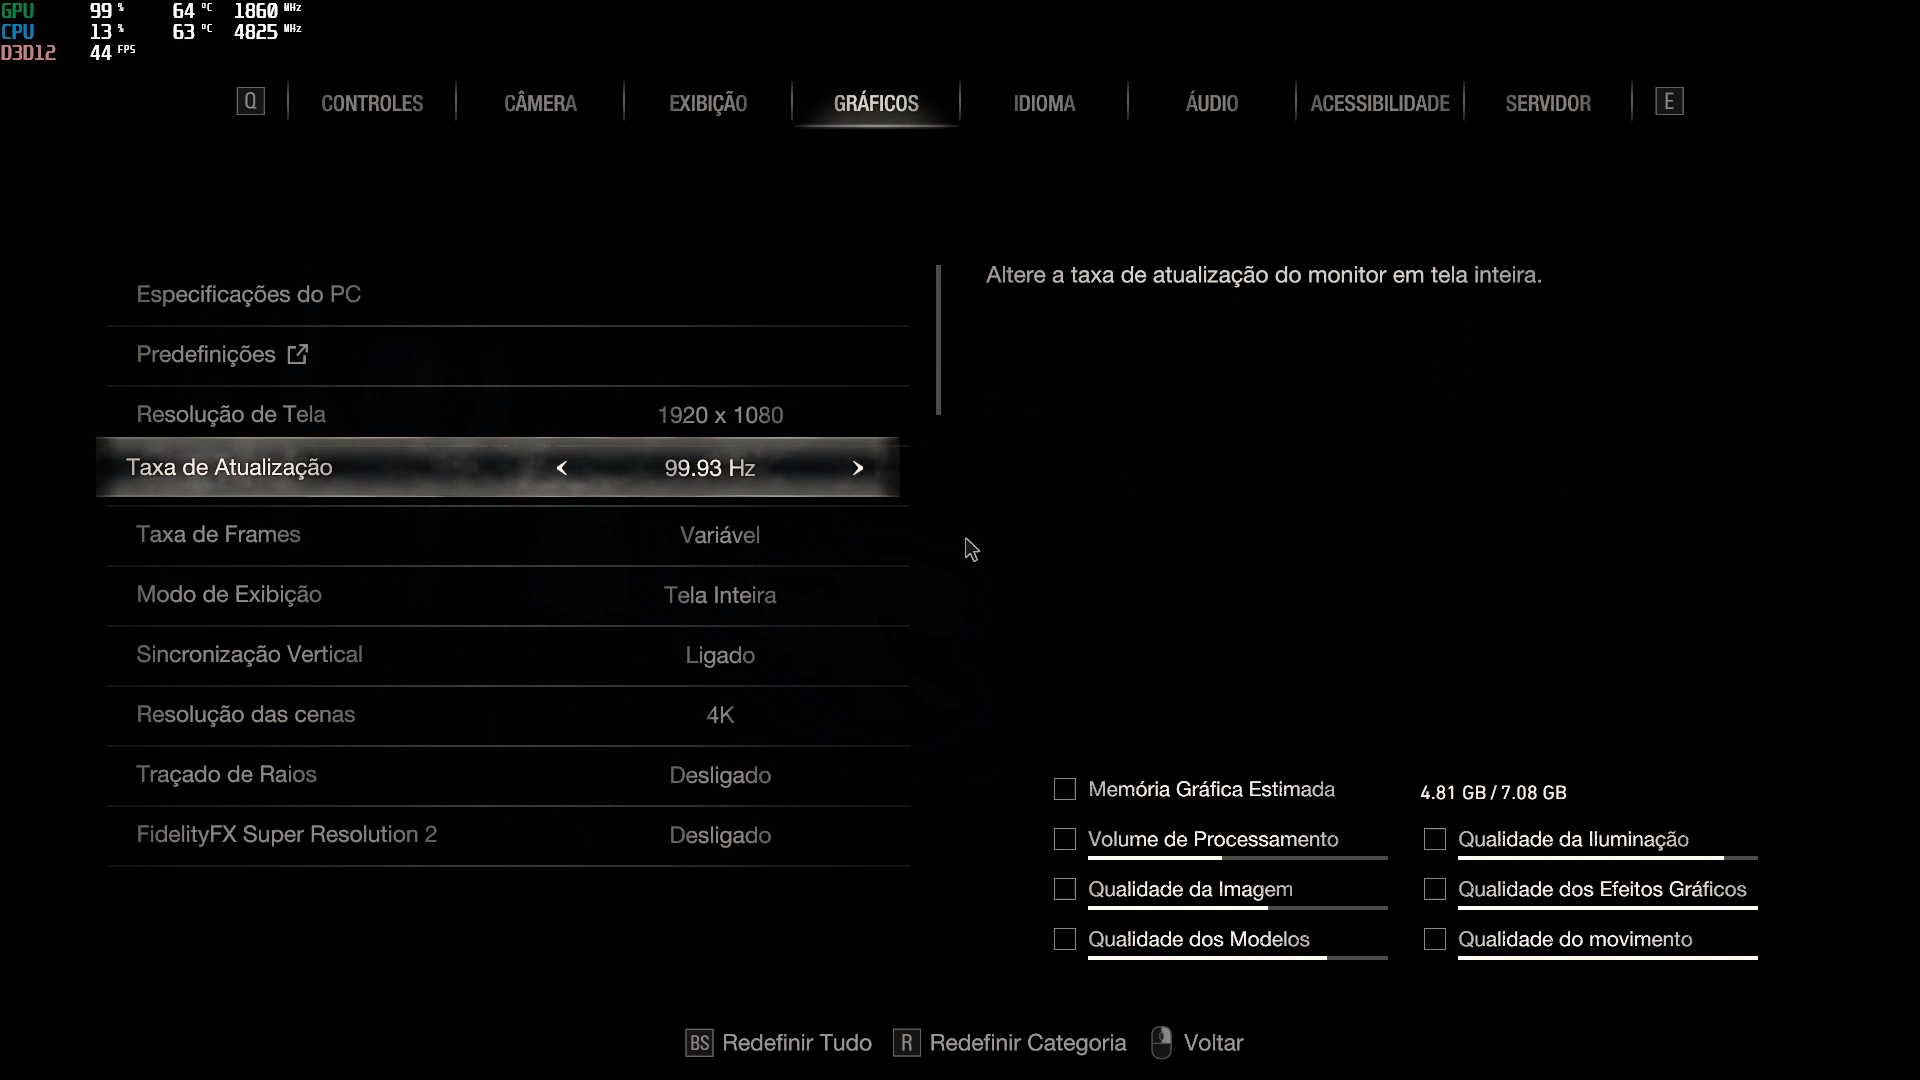 GPU 99 % 64 °C 1860 MHz
CPU 13 % 63 °C 4825 MHz
D3D12 44 FPS
Q CONTROLES CÂMERA EXIBIÇÃO GRÁFICOS IDIOMA ÁUDIO ACESSIBILIDADE SERVIDOR E
Especificações do PC
Predefinições
Resolução de Tela 1920 x 1080
Taxa de Atualização < 99.93 Hz >
Taxa de Frames Variável
Modo de Exibição Tela Inteira
Sincronização Vertical Ligado
Resolução das cenas 4K
Traçado de Raios Desligado
FidelityFX Super Resolution 2 Desligado
Altere a taxa de atualização do monitor em tela inteira.
Memória Gráfica Estimada 4.81 GB / 7.08 GB
Volume de Processamento Qualidade da Iluminação
Qualidade da Imagem Qualidade dos Efeitos Gráficos
Qualidade dos Modelos Qualidade do movimento
BS Redefinir Tudo R Redefinir Categoria Voltar